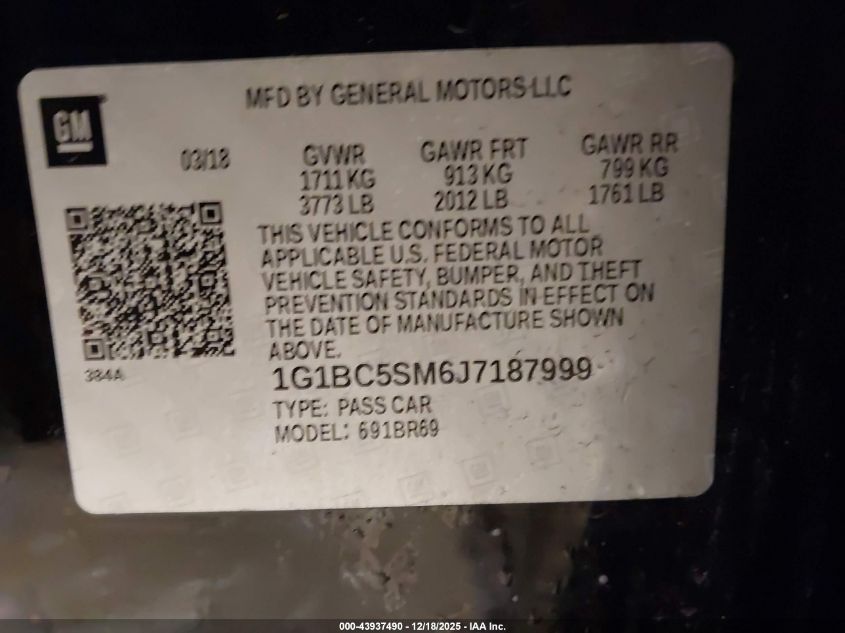 MFD BY GENERAL MOTORS LLC
GM
03/18
GVWR GAWR FRT GAWR RR
1711 KG 913 KG 799 KG
3773 LB 2012 LB 1761 LB
THIS VEHICLE CONFORMS TO ALL
APPLICABLE U.S. FEDERAL MOTOR
VEHICLE SAFETY, BUMPER, AND THEFT
PREVENTION STANDARDS IN EFFECT ON
THE DATE OF MANUFACTURE SHOWN
ABOVE.
384A
1G1BC5SM6J7187999
TYPE: PASS CAR
MODEL: 691BR69
000-43937490 - 12/18/2025 - IAA Inc.